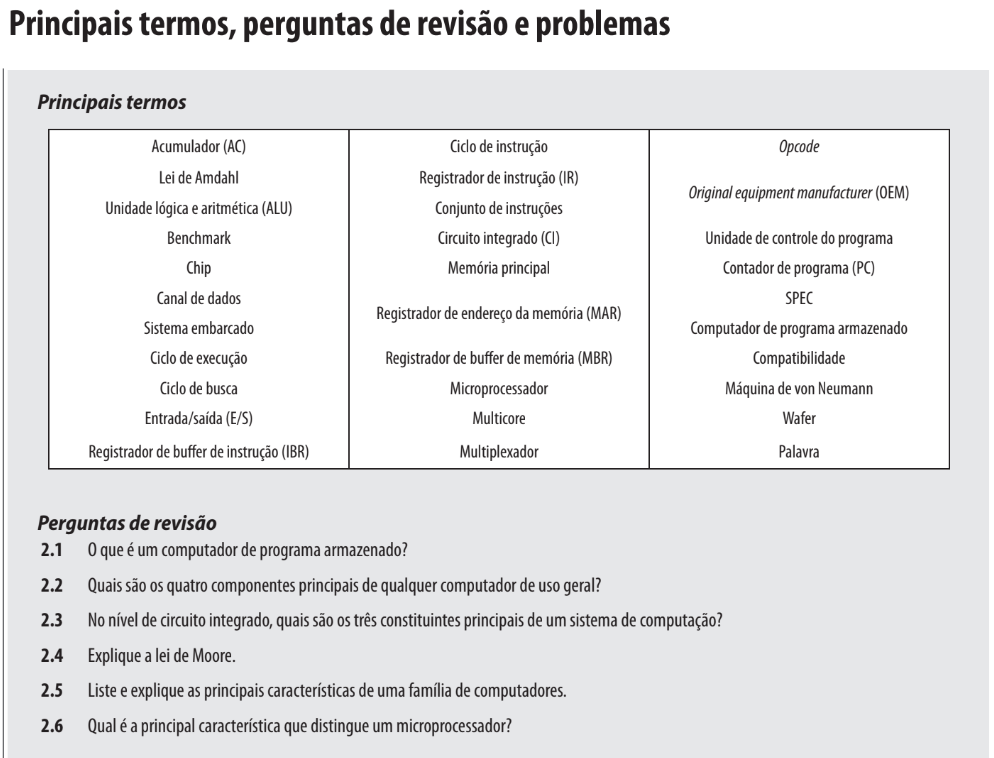 Principais termos, perguntas de revisão e problemas
Principais termos
Acumulador (AC)
Lei de Amdahl
Unidade lógica e aritmética (ALU)
Benchmark
Chip
Canal de dados
Sistema embarcado
Ciclo de execução
Ciclo de busca
Entrada/saída (E/S)
Registrador de buffer de instrução (IBR)
Ciclo de instrução
Registrador de instrução (IR)
Conjunto de instruções
Circuito integrado (CI)
Memória principal
Registrador de endereço da memória (MAR)
Registrador de buffer de memória (MBR)
Microprocessador
Multicore
Multiplexador
Opcode
Original equipment manufacturer (OEM)
Unidade de controle do programa
Contador de programa (PC)
SPEC
Computador de programa armazenado
Compatibilidade
Máquina de von Neumann
Wafer
Palavra
Perguntas de revisão
2.1 O que é um computador de programa armazenado?
2.2 Quais são os quatro componentes principais de qualquer computador de uso geral?
2.3 No nível de circuito integrado, quais são os três constituintes principais de um sistema de computação?
2.4 Explique a lei de Moore.
2.5 Liste e explique as principais características de uma família de computadores.
2.6 Qual é a principal característica que distingue um microprocessador?